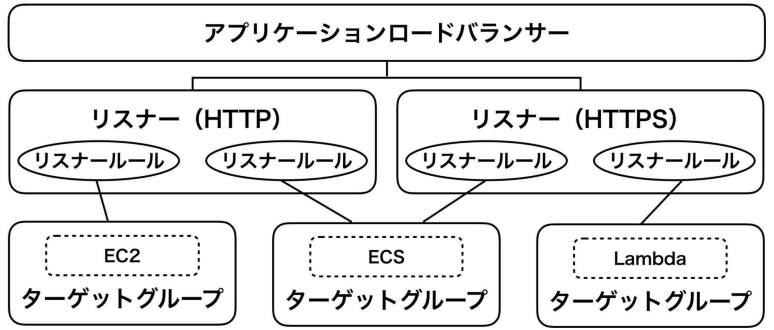 アプリケーションロードバランサー
リスナー（HTTP）
リスナー（HTTPS）
リスナールール
リスナールール
リスナールール
リスナールール
EC2
ターゲットグループ
ECS
ターゲットグループ
Lambda
ターゲットグループ